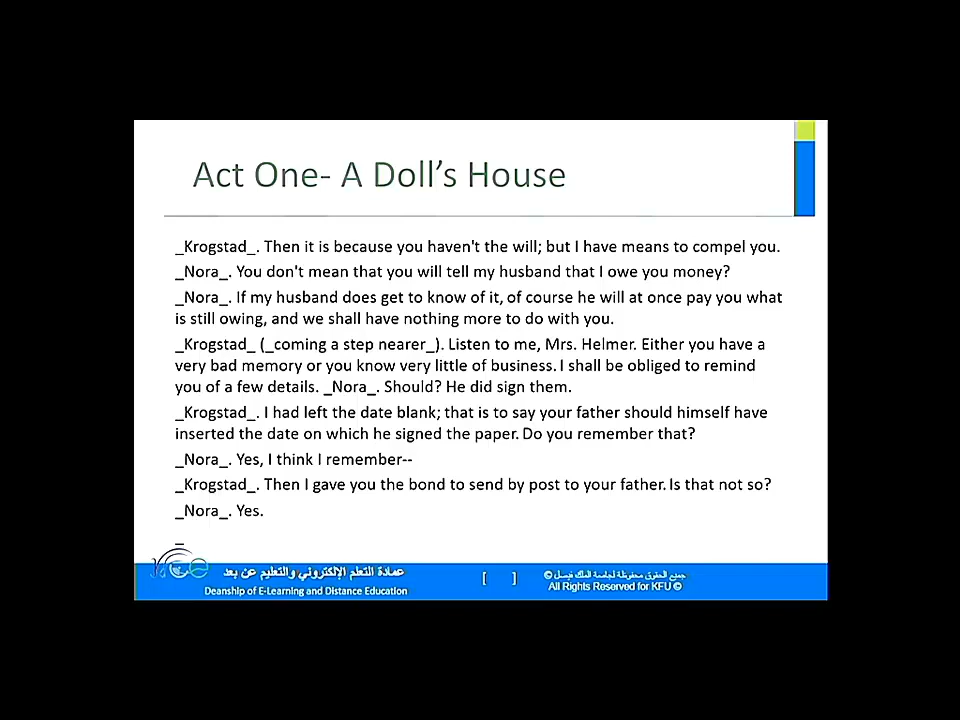 Act One- A Doll's House
_Krogstad_. Then it is because you haven't the will; but I have means to compel you.
_Nora_. You don't mean that you will tell my husband that I owe you money?
_Nora_. If my husband does get to know of it, of course he will at once pay you what
is still owing, and we shall have nothing more to do with you.
_Krogstad_ (_coming a step nearer_). Listen to me, Mrs. Helmer. Either you have a
very bad memory or you know very little of business. I shall be obliged to remind
you of a few details. _Nora_. Should? He did sign them.
_Krogstad_. I had left the date blank; that is to say your father should himself have
inserted the date on which he signed the paper. Do you remember that?
_Nora_. Yes, I think I remember--
_Krogstad_. Then I gave you the bond to send by post to your father. Is that not so?
_Nora_. Yes.
_
عمادة التعلم الإلكتروني والتعليم عن بعد
Deanship of E-Learning and Distance Education
[ ]
جميع الحقوق محفوظة لجامعة الملك فيصل ©
All Rights Reserved for KFU ©